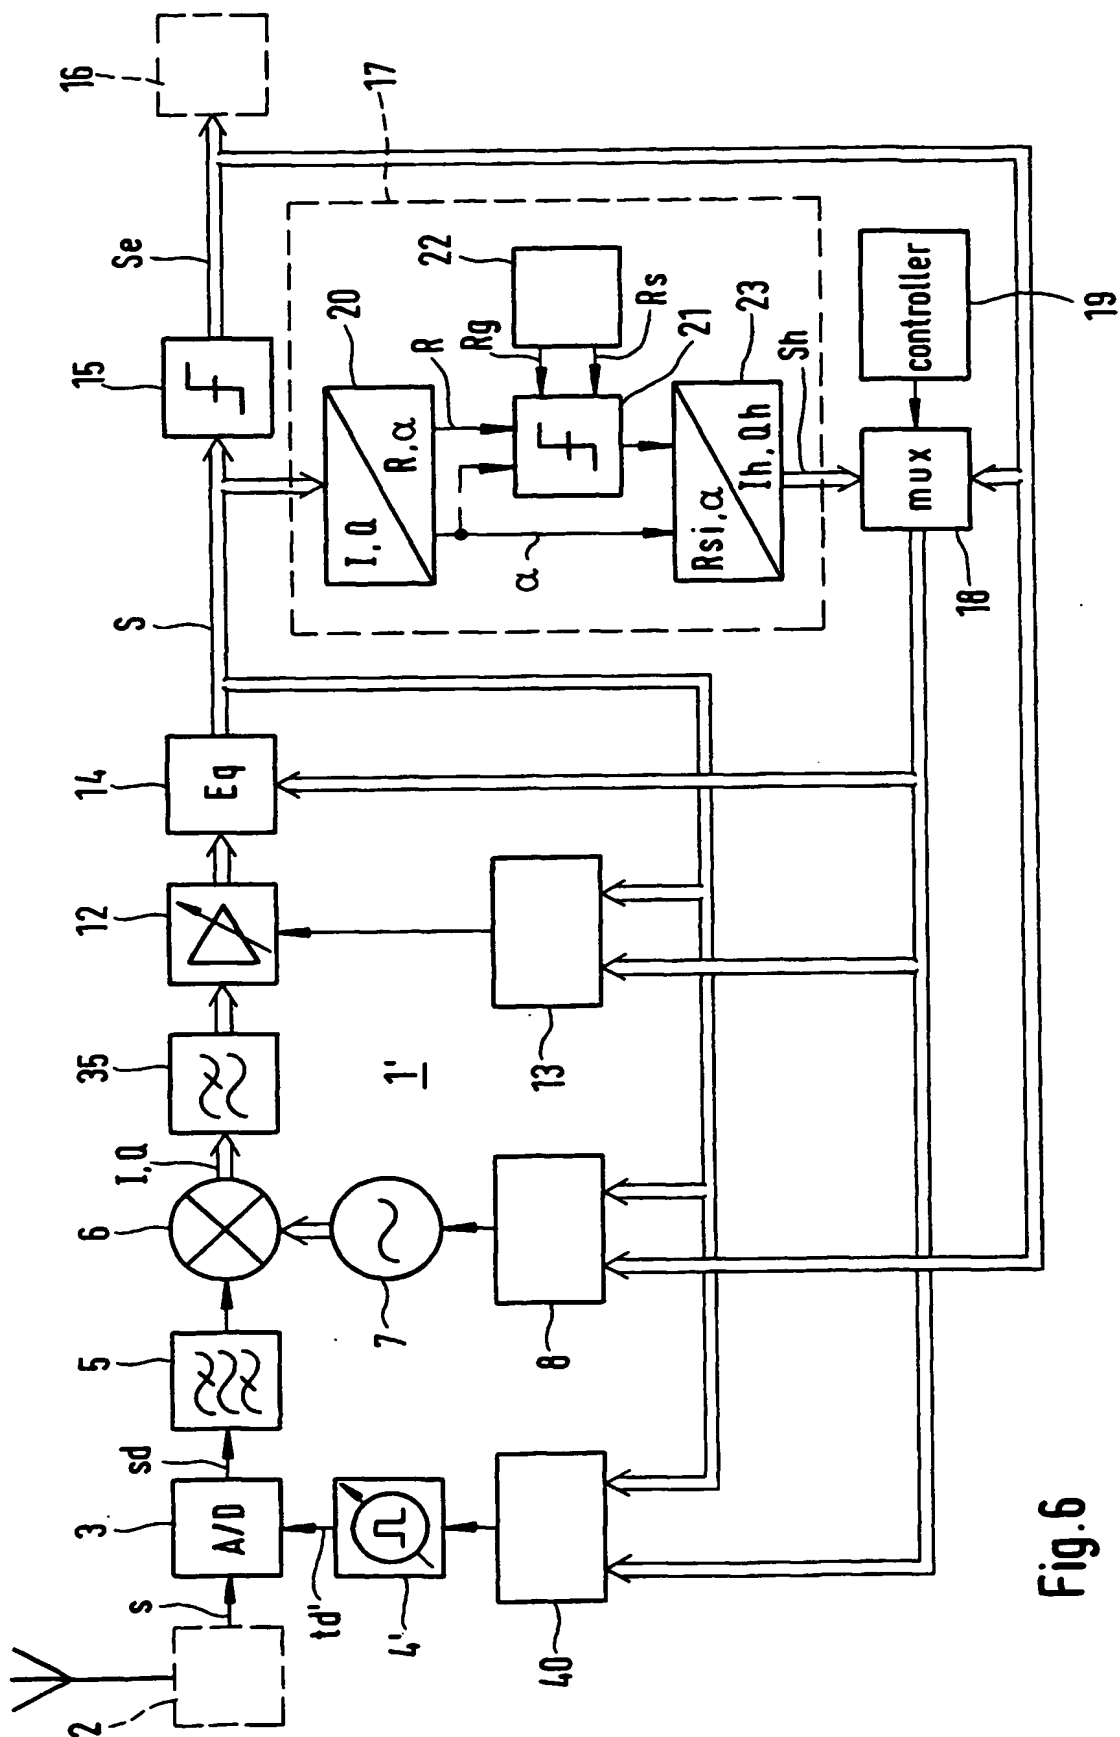 2
s
3
A/D
sd
td'
4'
40
5
6
I,Q
7
8
35
1'
12
13
14
Eq
S
15
Se
16
17
I,Q
R,α
20
R
α
22
Rg
Rs
21
Rsi,α
Ih,Qh
23
Sh
mux
18
controller
19
Fig.6